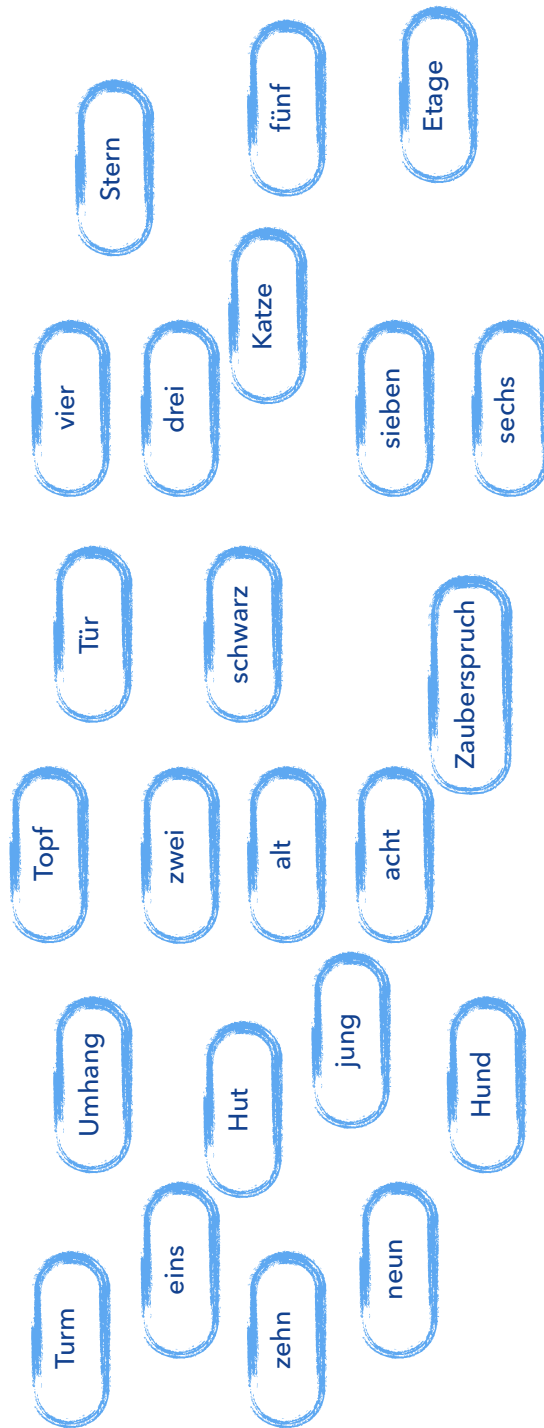 Topf
Turm
vier
Umhang
Tür
Stern
eins
zwei
drei
Hut
schwarz
Katze
zehn
alt
fünf
jung
neun
acht
sieben
Etage
Hund
Zauberspruch
sechs